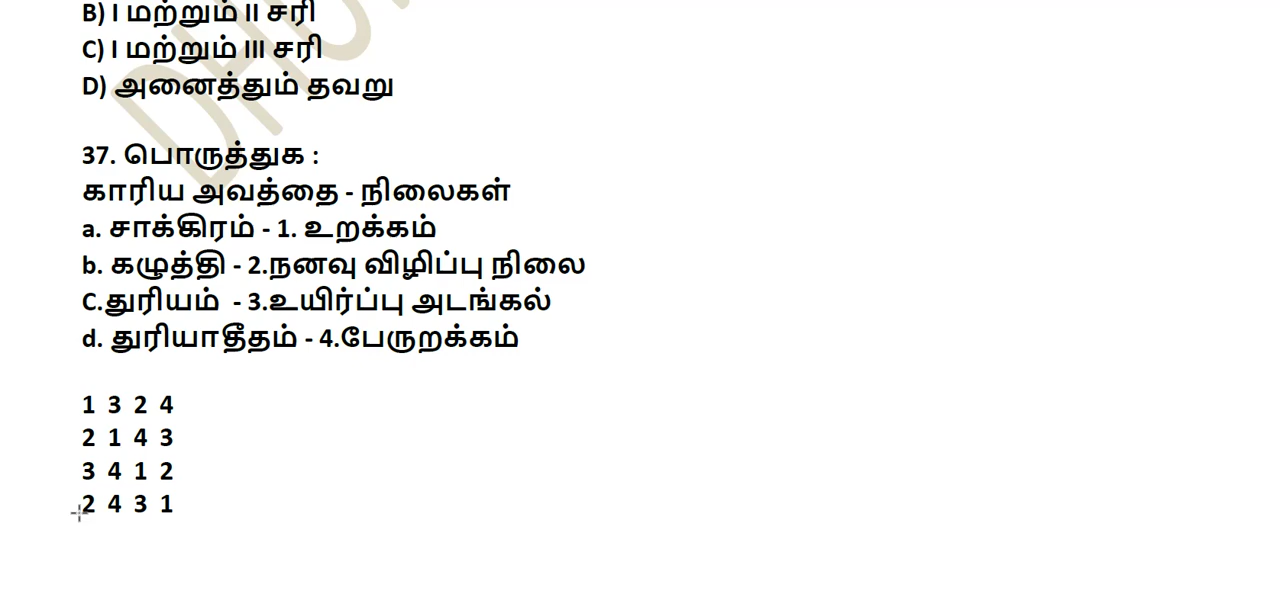 B) I மற்றும் II சரி
C) I மற்றும் III சரி
D) அனைத்தும் தவறு
37. பொருத்துக :
காரிய அவத்தை - நிலைகள்
a. சாக்கிரம் - 1. உறக்கம்
b. கழுத்தி - 2.நனவு விழிப்பு நிலை
C.துரியம் - 3.உயிர்ப்பு அடங்கல்
d. துரியாதீதம் - 4.பேருறக்கம்
1 3 2 4
2 1 4 3
3 4 1 2
2 4 3 1